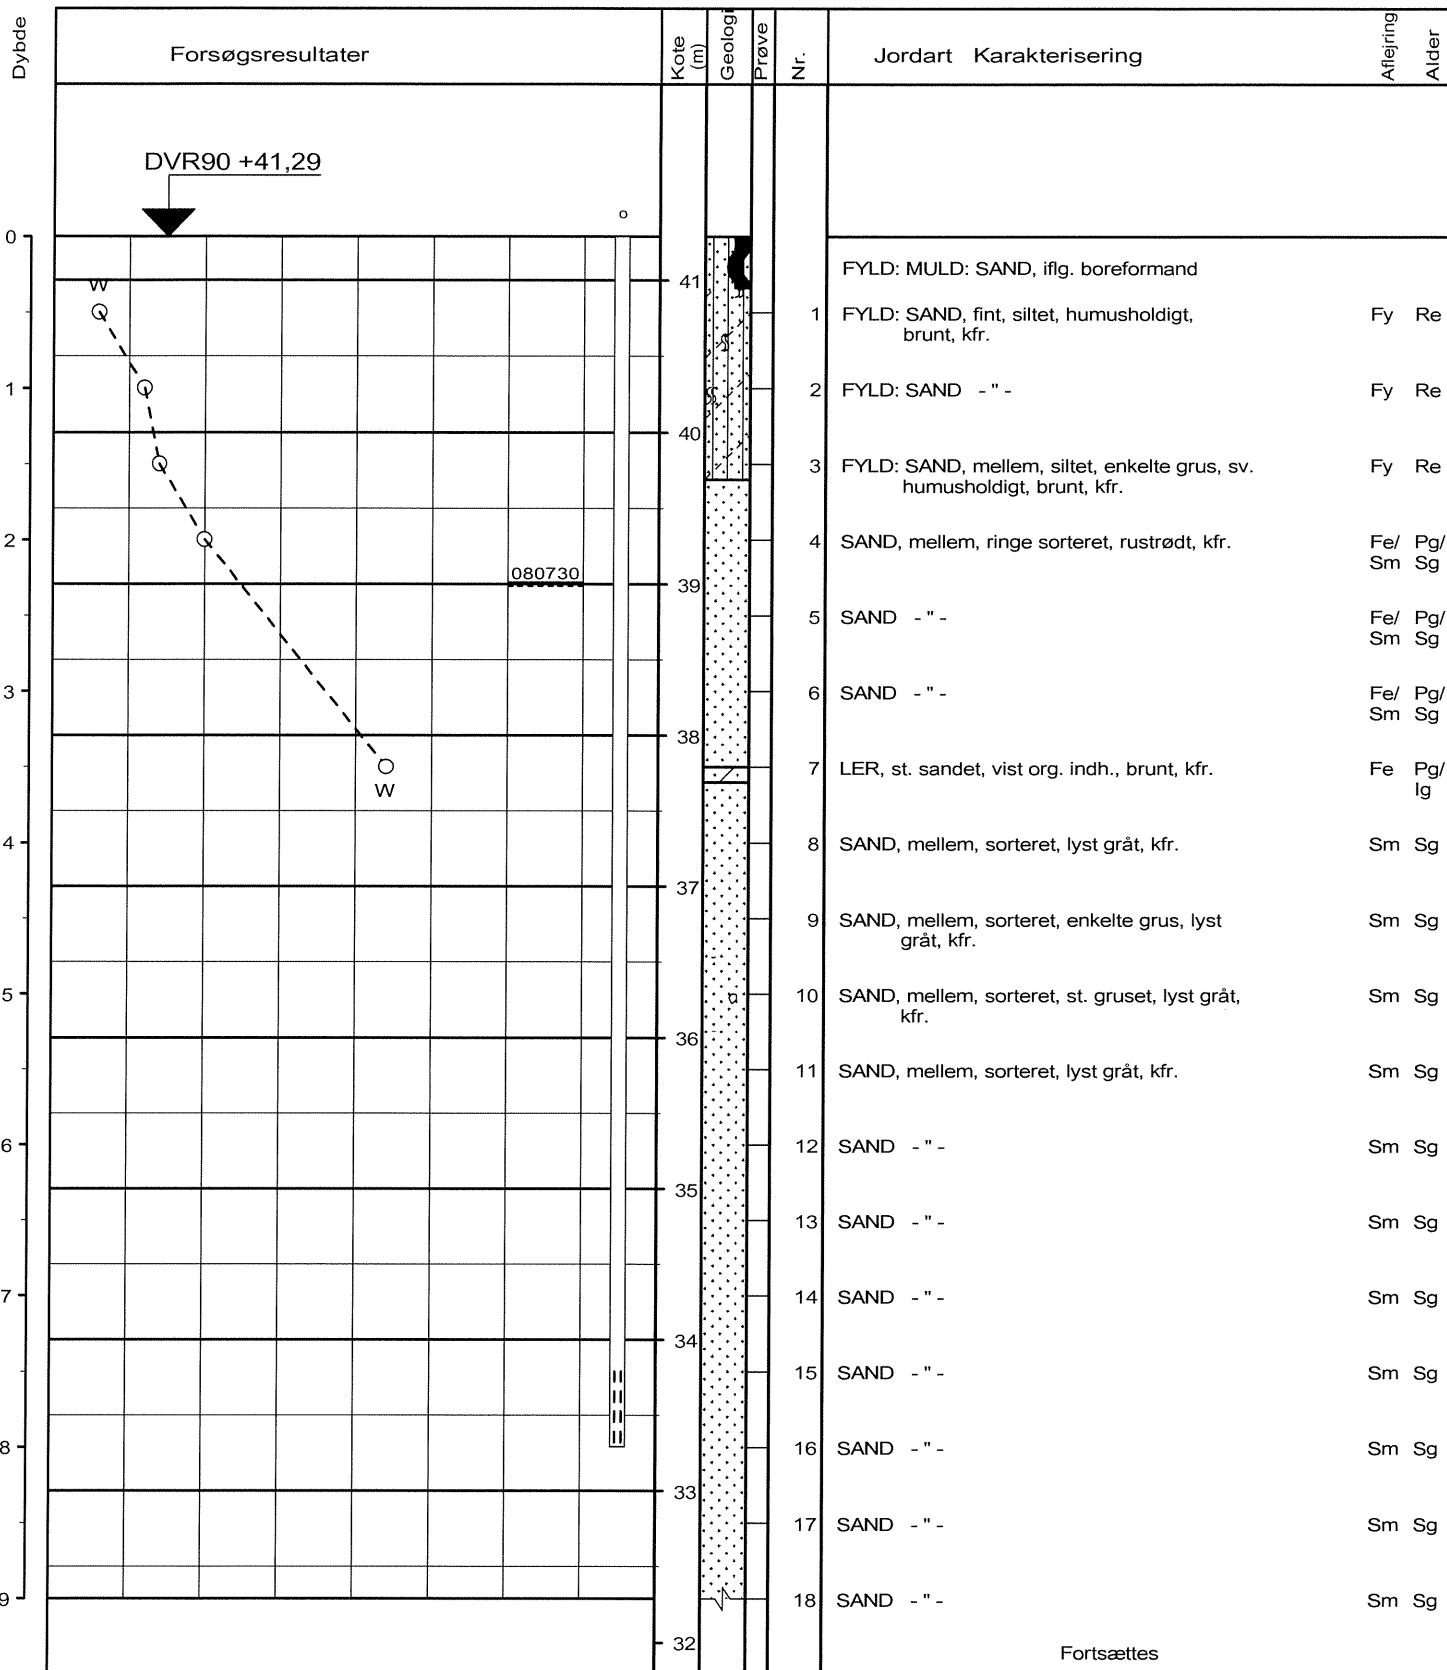 Dybde
Forsøgsresultater
Kote (m)
Geologi
Prøve
Nr.
Jordart Karakterisering
Aflejring
Alder
DVR90 +41,29
o
0
FYLD: MULD: SAND, iflg. boreformand
W
41
1 FYLD: SAND, fint, siltet, humusholdigt, Fy Re
brunt, kfr.
1
2 FYLD: SAND - " - Fy Re
40
3 FYLD: SAND, mellem, siltet, enkelte grus, sv. Fy Re
humusholdigt, brunt, kfr.
2
4 SAND, mellem, ringe sorteret, rustrødt, kfr. Fe/ Pg/
Sm Sg
080730
39
5 SAND - " - Fe/ Pg/
Sm Sg
3
6 SAND - " - Fe/ Pg/
Sm Sg
38
7 LER, st. sandet, vist org. indh., brunt, kfr. Fe Pg/
Ig
W
4
8 SAND, mellem, sorteret, lyst gråt, kfr. Sm Sg
37
9 SAND, mellem, sorteret, enkelte grus, lyst Sm Sg
gråt, kfr.
5
10 SAND, mellem, sorteret, st. gruset, lyst gråt, Sm Sg
kfr.
36
11 SAND, mellem, sorteret, lyst gråt, kfr. Sm Sg
6
12 SAND - " - Sm Sg
35
13 SAND - " - Sm Sg
7
14 SAND - " - Sm Sg
34
15 SAND - " - Sm Sg
8
16 SAND - " - Sm Sg
33
17 SAND - " - Sm Sg
9
18 SAND - " - Sm Sg
32
Fortsættes